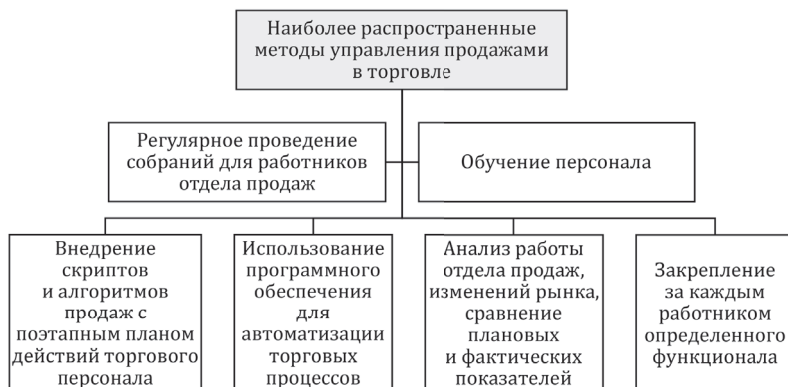 Наиболее распространенные
методы управления продажами
в торговле
Регулярное проведение
собраний для работников
отдела продаж
Обучение персонала
Внедрение
скриптов
и алгоритмов
продаж с
поэтапным планом
действий торгового
персонала
Использование
программного
обеспечения
для
автоматизации
торговых
процессов
Анализ работы
отдела продаж,
изменений рынка,
сравнение
плановых
и фактических
показателей
Закрепление
за каждым
работником
определенного
функционала